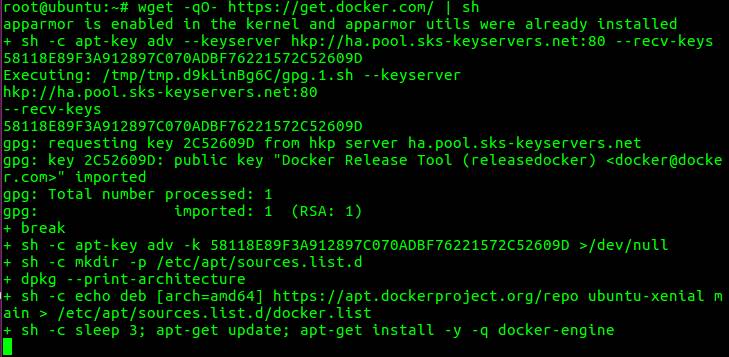 root@ubuntu:~# wget -qO- https://get.docker.com/ | sh
apparmor is enabled in the kernel and apparmor utils were already installed
+ sh -c apt-key adv --keyserver hkp://ha.pool.sks-keyservers.net:80 --recv-keys
58118E89F3A912897C070ADBF76221572C52609D
Executing: /tmp/tmp.d9kLinBg6C/gpg.1.sh --keyserver
hkp://ha.pool.sks-keyservers.net:80
--recv-keys
58118E89F3A912897C070ADBF76221572C52609D
gpg: requesting key 2C52609D from hkp server ha.pool.sks-keyservers.net
gpg: key 2C52609D: public key "Docker Release Tool (releasedocker) <docker@docke
r.com>" imported
gpg: Total number processed: 1
gpg:               imported: 1  (RSA: 1)
+ break
+ sh -c apt-key adv -k 58118E89F3A912897C070ADBF76221572C52609D >/dev/null
+ sh -c mkdir -p /etc/apt/sources.list.d
+ dpkg --print-architecture
+ sh -c echo deb [arch=amd64] https://apt.dockerproject.org/repo ubuntu-xenial m
ain > /etc/apt/sources.list.d/docker.list
+ sh -c sleep 3; apt-get update; apt-get install -y -q docker-engine